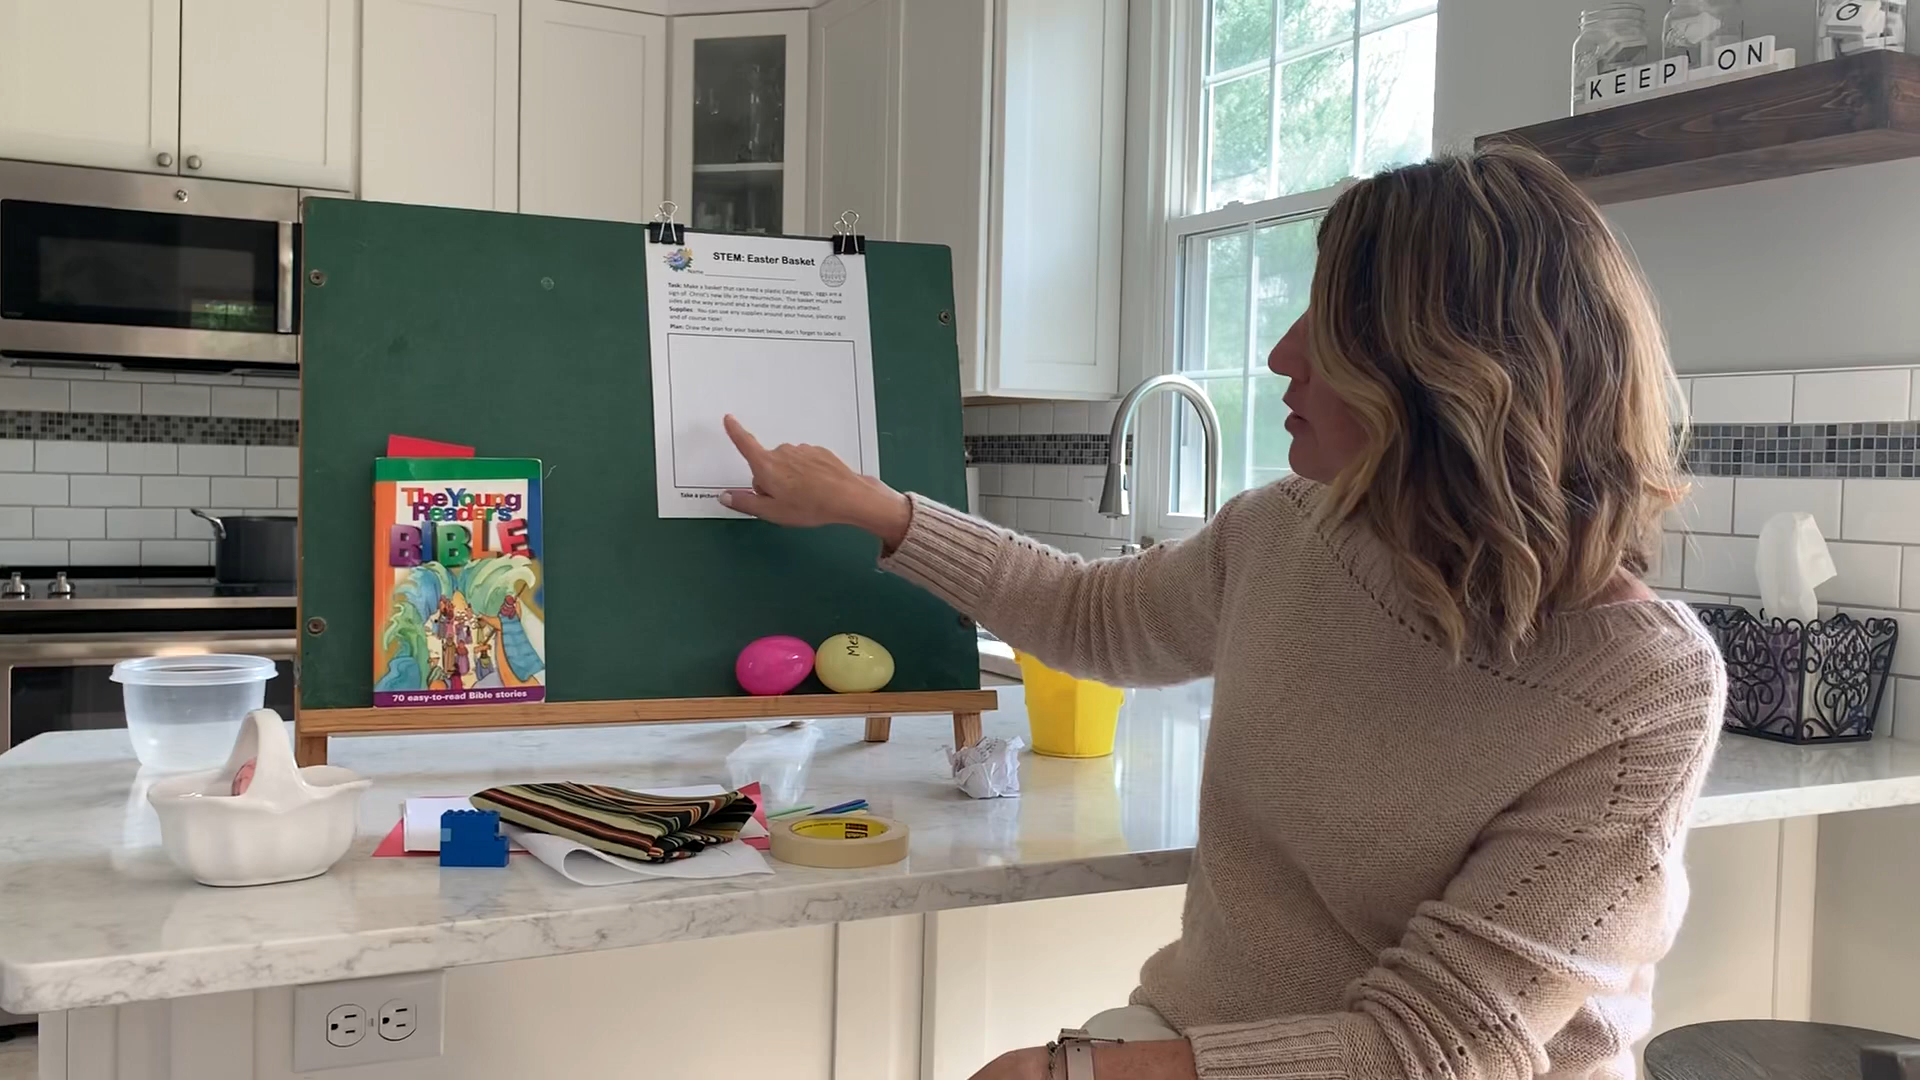 KEEP ON
STEM: Easter Basket
Name
Task: Make a basket that can hold a plastic Easter eggs, eggs are a
sign of Christ's new life in the resurrection. The basket must have
sides all the way around and a handle that stays attached.
Supplies: You can use any supplies around your house, plastic eggs
and of course tape!
Plan: Draw the plan for your basket below, don't forget to label it.
Take a picture
The Young
Reader's
BIBLE
70 easy-to-read Bible stories
Mes
Scotch